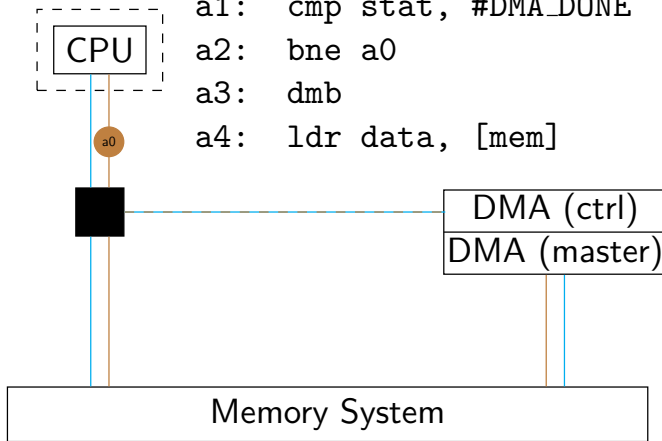 a1: cmp stat, #DMA_DONE
CPU
a2: bne a0
a3: dmb
a0
a4: ldr data, [mem]
DMA (ctrl)
DMA (master)
Memory System